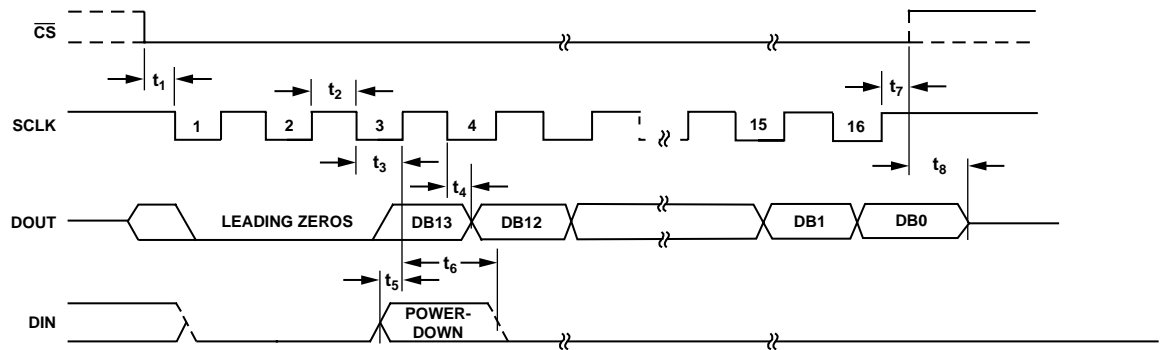 CS
t1
t2
t7
SCLK
1
2
3
4
15
16
t3
t4
t8
DOUT
LEADING ZEROS
DB13
DB12
DB1
DB0
t5
t6
DIN
POWER-
DOWN